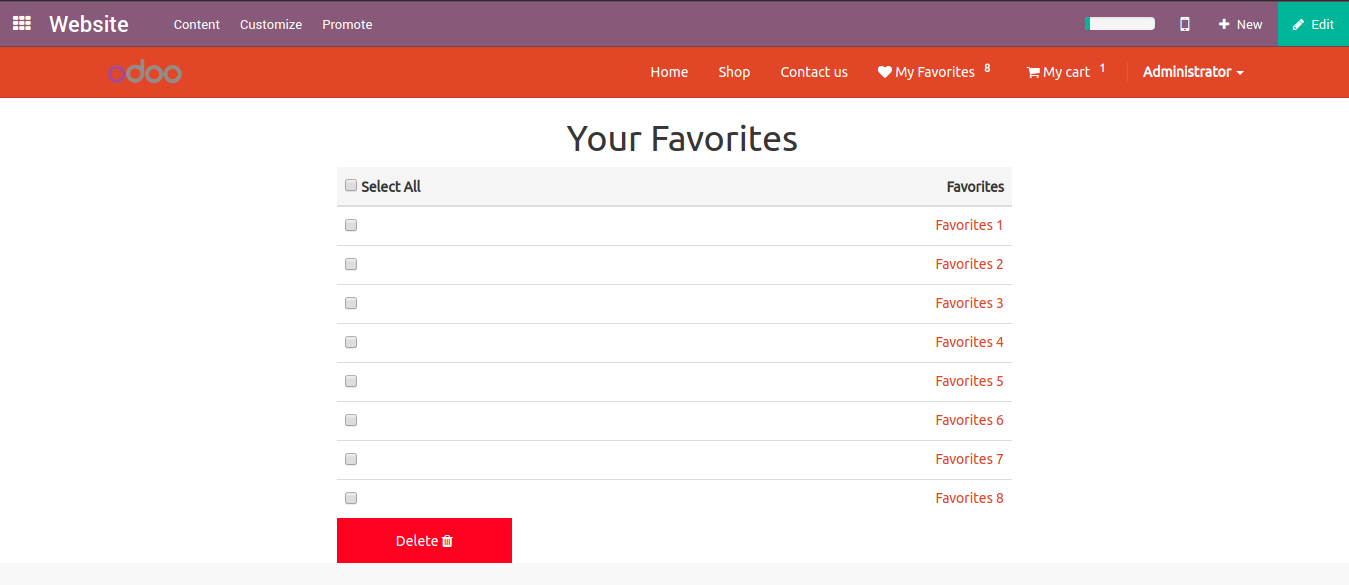 Website Content Customize Promote New Edit
odoo Home Shop Contact us My Favorites 8 My cart 1 Administrator
Your Favorites
Select All Favorites
Favorites 1
Favorites 2
Favorites 3
Favorites 4
Favorites 5
Favorites 6
Favorites 7
Favorites 8
Delete